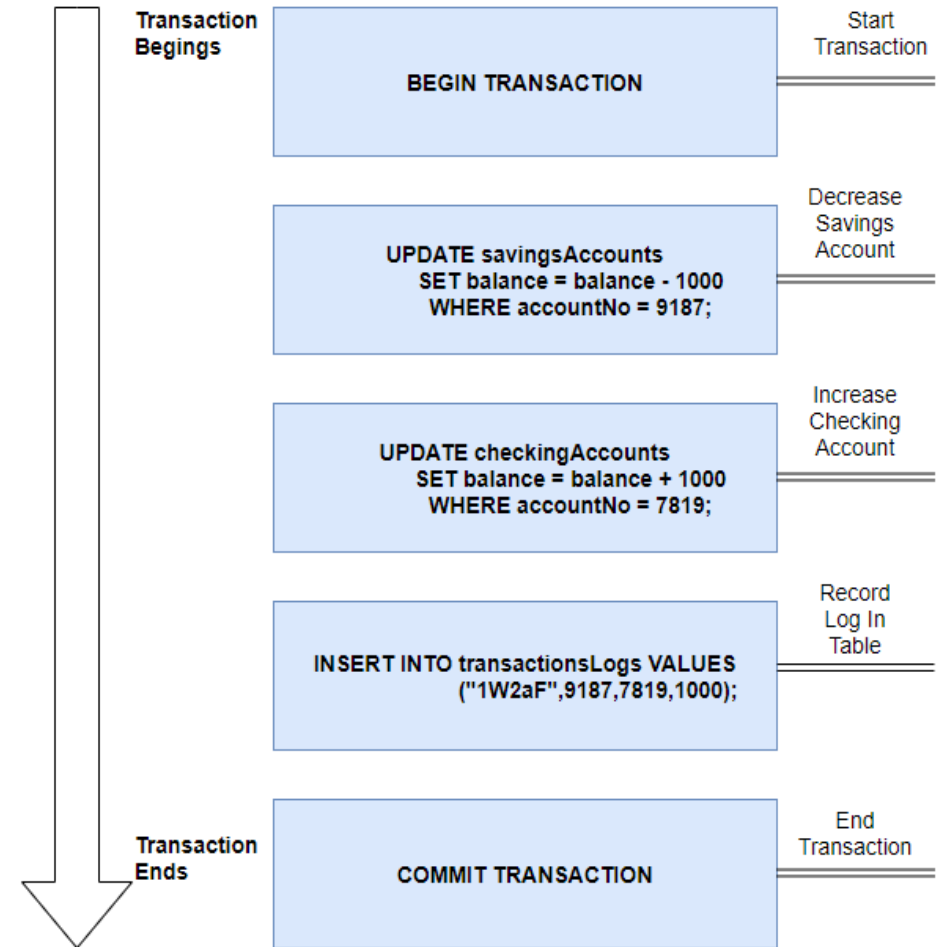 Transaction
Begings
BEGIN TRANSACTION
Start
Transaction
UPDATE savingsAccounts
SET balance = balance - 1000
WHERE accountNo = 9187;
Decrease
Savings
Account
UPDATE checkingAccounts
SET balance = balance + 1000
WHERE accountNo = 7819;
Increase
Checking
Account
INSERT INTO transactionsLogs VALUES
("1W2aF",9187,7819,1000);
Record
Log In
Table
Transaction
Ends
COMMIT TRANSACTION
End
Transaction